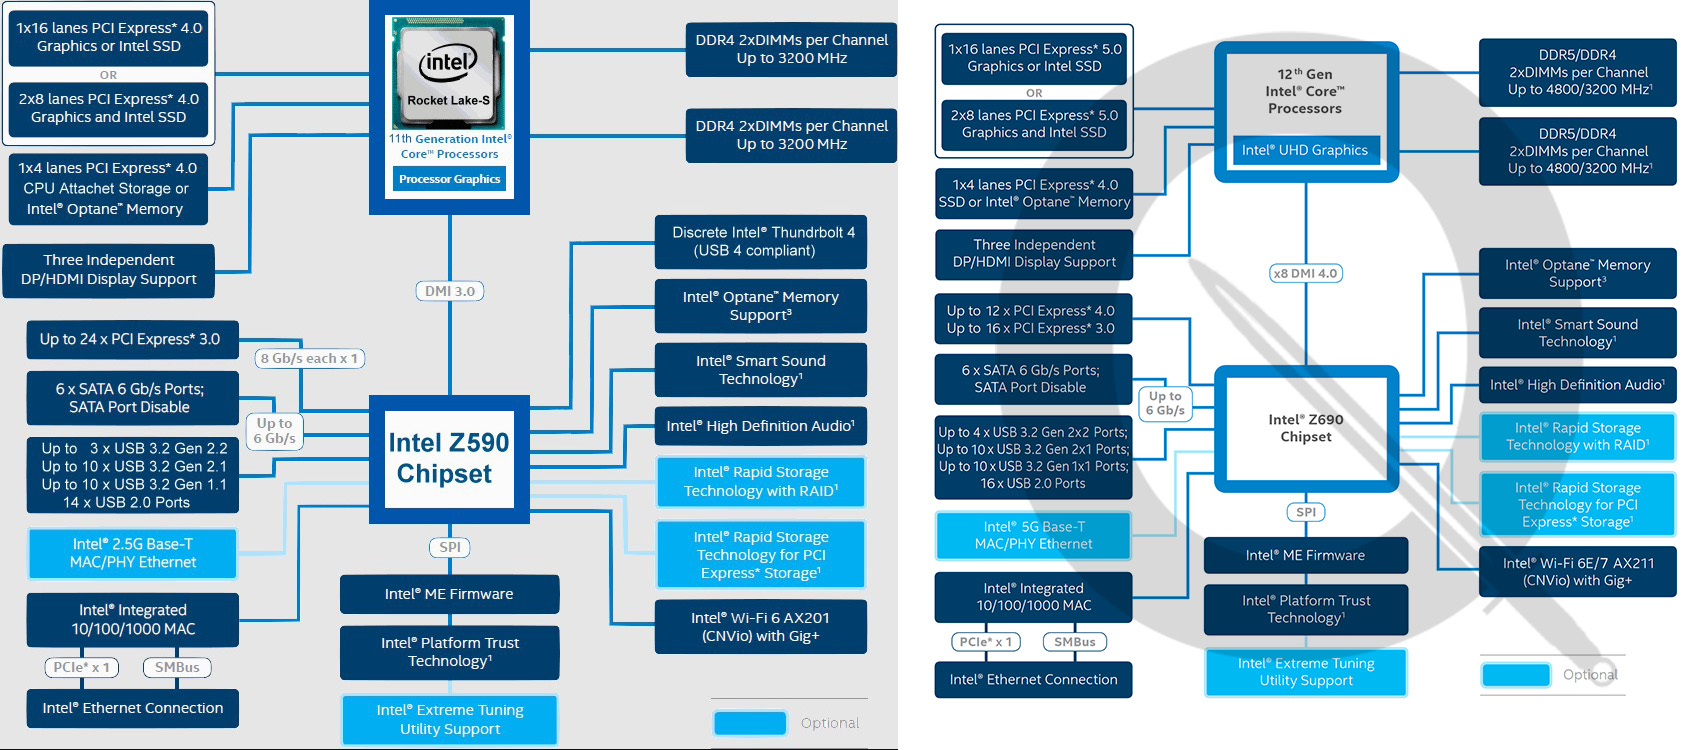 1x16 lanes PCI Express* 4.0
Graphics or Intel SSD
OR
2x8 lanes PCI Express* 4.0
Graphics and Intel SSD
1x4 lanes PCI Express* 4.0
CPU Attachet Storage or
Intel® Optane™ Memory
Three Independent
DP/HDMI Display Support
intel
Rocket Lake-S
11th Generation Intel®
Core™ Processors
Processor Graphics
DDR4 2xDIMMs per Channel
Up to 3200 MHz
DDR4 2xDIMMs per Channel
Up to 3200 MHz
DMI 3.0
Discrete Intel® Thundrbolt 4
(USB 4 compliant)
Intel® Optane™ Memory
Support³
Intel® Smart Sound
Technology¹
Intel® High Definition Audio¹
Intel® Rapid Storage
Technology with RAID¹
Intel® Rapid Storage
Technology for PCI
Express* Storage¹
Intel® Wi-Fi 6 AX201
(CNVio) with Gig+
Up to 24 x PCI Express* 3.0
8 Gb/s each x 1
6 x SATA 6 Gb/s Ports;
SATA Port Disable
Up to
6 Gb/s
Up to 3 x USB 3.2 Gen 2.2
Up to 10 x USB 3.2 Gen 2.1
Up to 10 x USB 3.2 Gen 1.1
14 x USB 2.0 Ports
Intel® 2.5G Base-T
MAC/PHY Ethernet
Intel® Integrated
10/100/1000 MAC
PCIe* x 1
SMBus
Intel® Ethernet Connection
Intel Z590
Chipset
SPI
Intel® ME Firmware
Intel® Platform Trust
Technology¹
Intel® Extreme Tuning
Utility Support
Optional
1x16 lanes PCI Express* 5.0
Graphics or Intel SSD
OR
2x8 lanes PCI Express* 5.0
Graphics and Intel SSD
1x4 lanes PCI Express* 4.0
SSD or Intel® Optane™ Memory
Three Independent
DP/HDMI Display Support
12th Gen
Intel® Core™
Processors
Intel® UHD Graphics
DDR5/DDR4
2xDIMMs per Channel
Up to 4800/3200 MHz¹
DDR5/DDR4
2xDIMMs per Channel
Up to 4800/3200 MHz¹
x8 DMI 4.0
Intel® Optane™ Memory
Support³
Intel® Smart Sound
Technology¹
Intel® High Definition Audio¹
Intel® Rapid Storage
Technology with RAID¹
Intel® Rapid Storage
Technology for PCI
Express* Storage¹
Intel® Wi-Fi 6E/7 AX211
(CNVio) with Gig+
Up to 12 x PCI Express* 4.0
Up to 16 x PCI Express* 3.0
6 x SATA 6 Gb/s Ports;
SATA Port Disable
Up to
6 Gb/s
Up to 4 x USB 3.2 Gen 2x2 Ports;
Up to 10 x USB 3.2 Gen 2x1 Ports;
Up to 10 x USB 3.2 Gen 1x1 Ports;
16 x USB 2.0 Ports
Intel® 5G Base-T
MAC/PHY Ethernet
Intel® Integrated
10/100/1000 MAC
PCIe* x 1
SMBus
Intel® Ethernet Connection
Intel® Z690
Chipset
SPI
Intel® ME Firmware
Intel® Platform Trust
Technology¹
Intel® Extreme Tuning
Utility Support
Optional